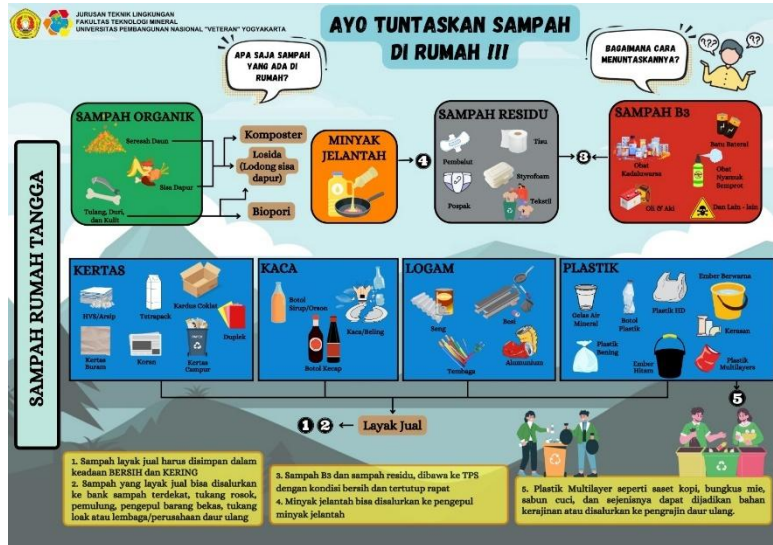 JURUSAN TEKNIK LINGKUNGAN
FAKULTAS TEKNOLOGI MINERAL
UNIVERSITAS PEMBANGUNAN NASIONAL "VETERAN" YOGYAKARTA
AYO TUNTASKAN SAMPAH
DI RUMAH !!!
APA SAJA SAMPAH
YANG ADA DI
RUMAH?
BAGAIMANA CARA
MENUNTASKANNYA?
SAMPAH RUMAH TANGGA
SAMPAH ORGANIK
Seresah Daun
Sisa Dapur
Tulang, Duri,
dan Kulit
Komposter
Losida
(Lodong sisa
dapur)
Biopori
MINYAK
JELANTAH
4
SAMPAH RESIDU
Pembalut
Tisu
Popok
Styrofoam
Tekstil
3
SAMPAH B3
Batu Baterai
Obat
Kadaluwarsa
Obat
Nyamuk
Semprot
Oli & Aki
Dan Lain - lain
KERTAS
HVS/Arsip
Tetrapack
Kardus Coklat
Duplek
Kertas
Buram
Koran
Kertas
Campur
KACA
Botol
Sirup/Orson
Kaca/Beling
Botol Kecap
LOGAM
Seng
Besi
Tembaga
Alumunium
PLASTIK
Gelas Air
Mineral
Botol
Plastik
Plastik HD
Ember Berwarna
Kerasan
Plastik
Bening
Ember
Hitam
Plastik
Multilayers
1 2
Layak Jual
5
1. Sampah layak jual harus disimpan dalam
keadaan BERSIH dan KERING
2. Sampah yang layak jual bisa disalurkan
ke bank sampah terdekat, tukang rosok,
pemulung, pengepul barang bekas, tukang
loak atau lembaga/perusahaan daur ulang
3. Sampah B3 dan sampah residu, dibawa ke TPS
dengan kondisi bersih dan tertutup rapat
4. Minyak jelantah bisa disalurkan ke pengepul
minyak jelantah
5. Plastik Multilayer seperti saset kopi, bungkus mie,
sabun cuci, dan sejenisnya dapat dijadikan bahan
kerajinan atau disalurkan ke pengrajin daur ulang.